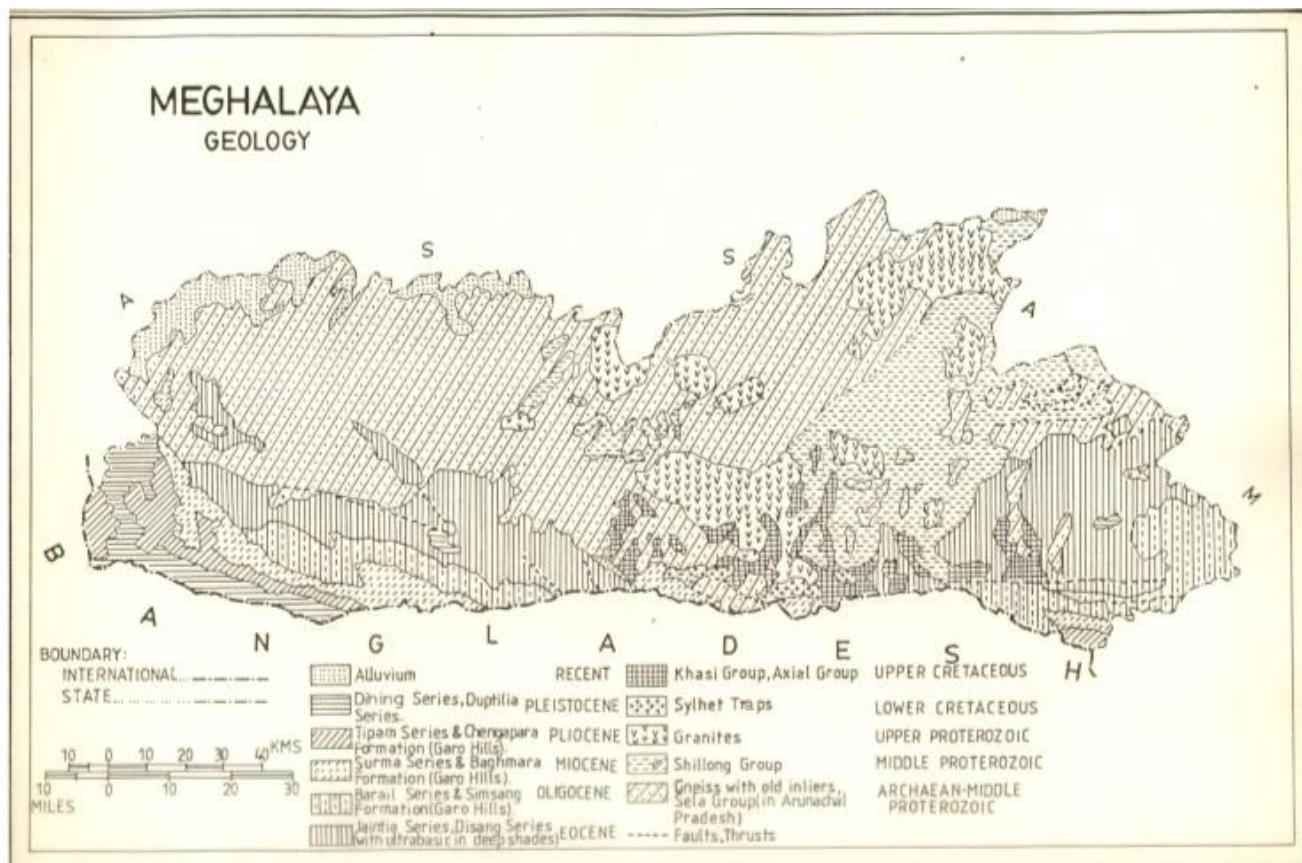 MEGHALAYA
GEOLOGY
A S S A M
B A N G L A D E S H
BOUNDARY:
INTERNATIONAL
STATE
10 0 10 20 30 40 KMS
10 0 10 20 30
MILES
Alluvium RECENT
Dihing Series, Duptilia Series. PLEISTOCENE
Tipam Series & Chengapara Formation (Garo Hills). PLIOCENE
Surma Series & Baghmara Formation (Garo Hills) MIOCENE
Barail Series & Simsang Formation (Garo Hills) OLIGOCENE
Jaintia Series, Disang Series (with ultrabasic in deep shades) EOCENE
Khasi Group, Axial Group UPPER CRETACEOUS
Sylhet Traps LOWER CRETACEOUS
Granites UPPER PROTEROZOIC
Shillong Group MIDDLE PROTEROZOIC
Gneiss with old inliers, Sela Group (in Arunachal Pradesh) ARCHAEAN-MIDDLE PROTEROZOIC
Faults, Thrusts